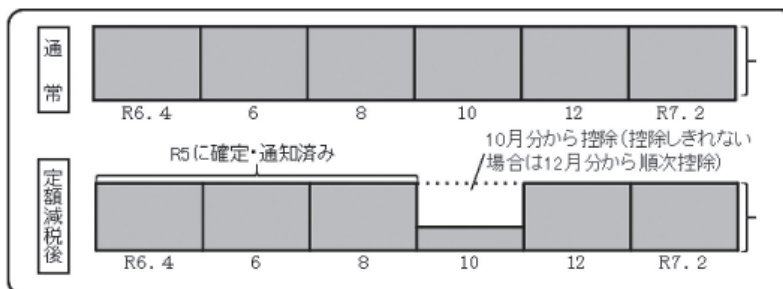 通常
R6.4 6 8 10 12 R7.2
10月分から控除(控除しきれない
場合は12月分から順次控除)
R5に確定・通知済み
定額減税後
R6.4 6 8 10 12 R7.2